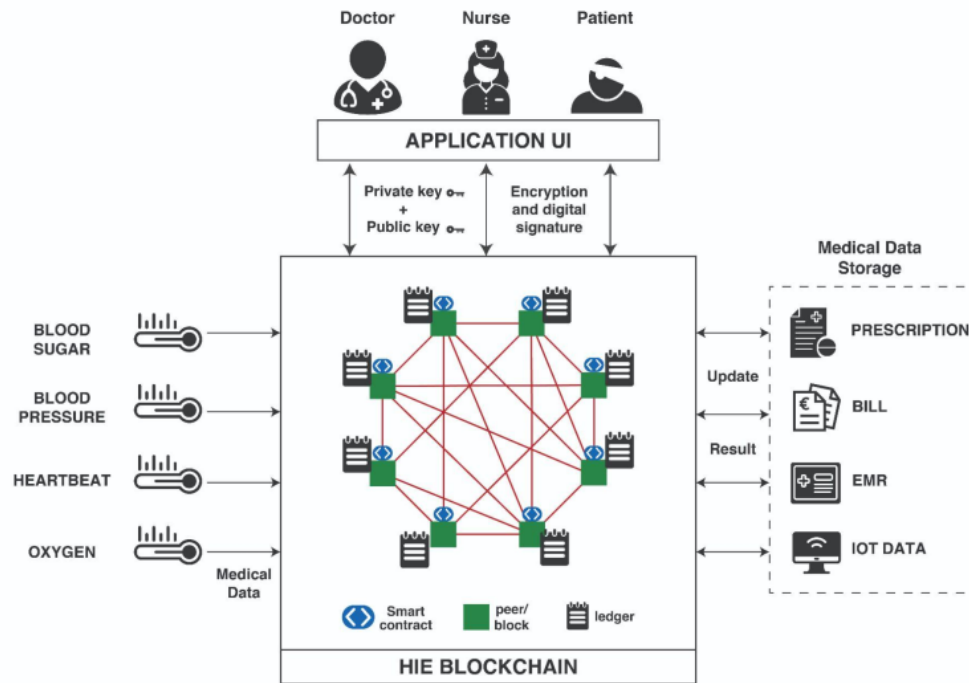 Doctor
Nurse
Patient
APPLICATION UI
Private key
+
Public key
Encryption
and digital
signature
BLOOD
SUGAR
BLOOD
PRESSURE
HEARTBEAT
OXYGEN
Medical
Data
Smart
contract
peer/
block
ledger
HIE BLOCKCHAIN
Update
Result
Medical Data
Storage
PRESCRIPTION
€
BILL
EMR
IOT DATA